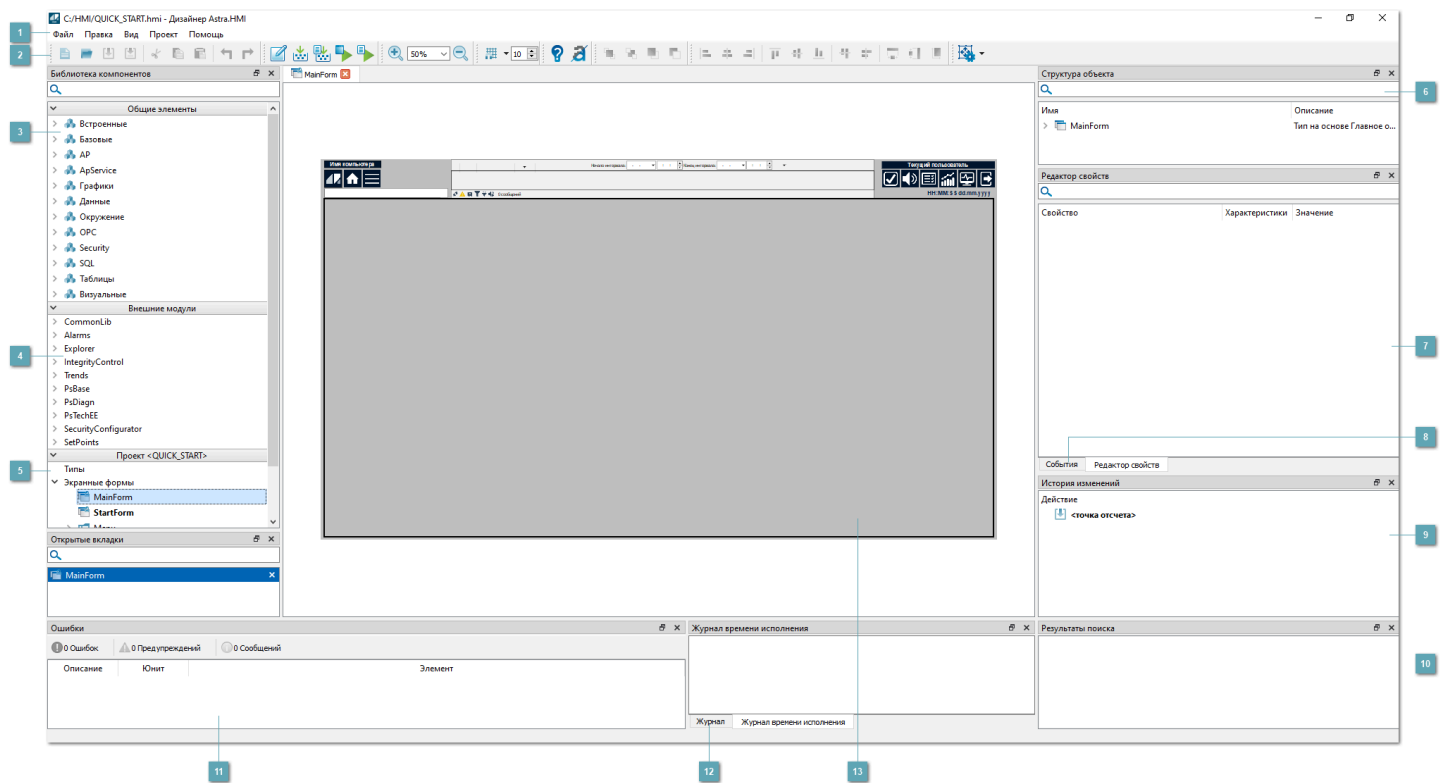 C:/HMI/QUICK_START.hmi - Дизайнер Astra.HMI
1
Файл Правка Вид Проект Помощь
2
50%
10
Библиотека компонентов
MainForm
Структура объекта
6
Общие элементы
3
Встроенные
Базовые
AP
ApService
Графики
Данные
Окружение
OPC
Security
SQL
Таблицы
Визуальные
Внешние модули
CommonLib
Alarms
4
Explorer
IntegrityControl
Trends
PsBase
PsDiagn
PsTechEE
SecurityConfigurator
SetPoints
Проект <QUICK_START>
5
Типы
Экранные формы
MainForm
StartForm
Открытые вкладки
MainForm
Имя компьютера
Начало интервала:
Конец интервала:
Текущий пользователь
0 сообщений
HH:MM:SS dd.mm.yyyy
Имя Описание
MainForm Тип на основе Главное о...
Редактор свойств
Свойство Характеристики Значение
7
8
События Редактор свойств
История изменений
Действие
<точка отсчета>
9
Ошибки
0 Ошибок 0 Предупреждений 0 Сообщений
Описание Юнит Элемент
Журнал времени исполнения
Журнал Журнал времени исполнения
Результаты поиска
10
11
12
13